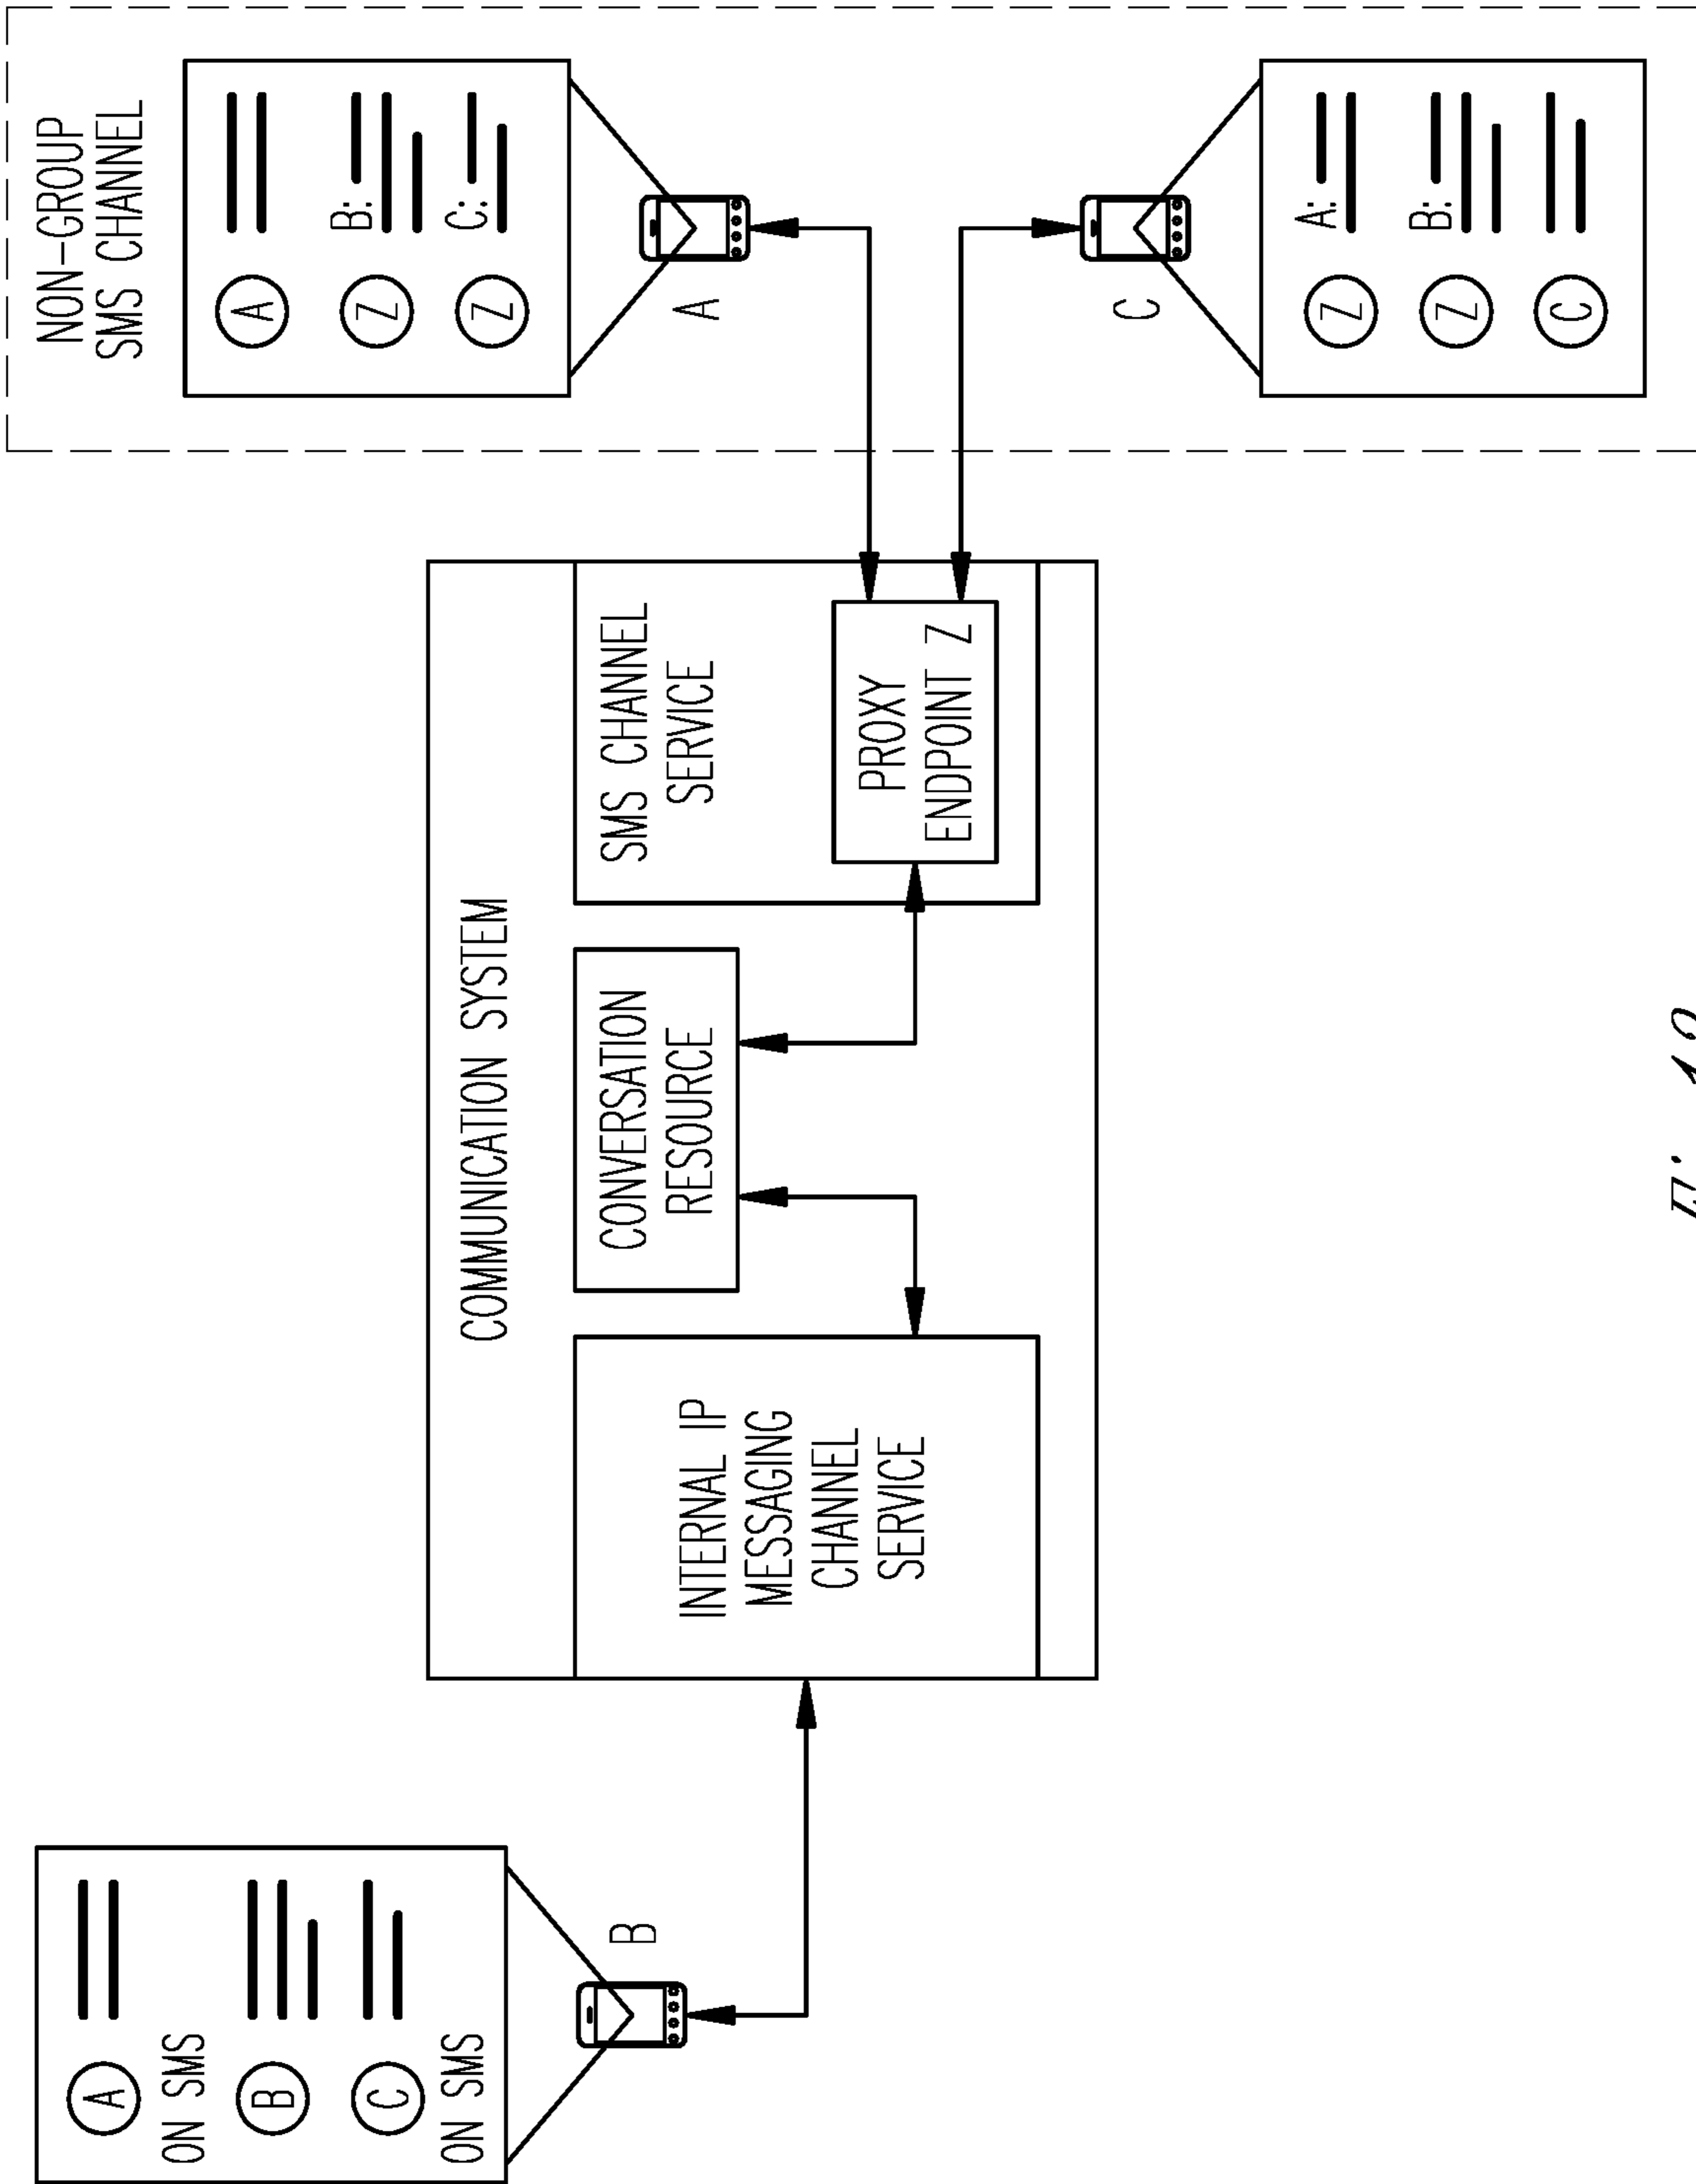 A
ON SMS
B
C
ON SMS
B
COMMUNICATION SYSTEM
INTERNAL IP
MESSAGING
CHANNEL
SERVICE
CONVERSATION
RESOURCE
SMS CHANNEL
SERVICE
PROXY
ENDPOINT Z
NON-GROUP
SMS CHANNEL
A
Z B:
Z C:
A
C
Z A:
Z B:
C